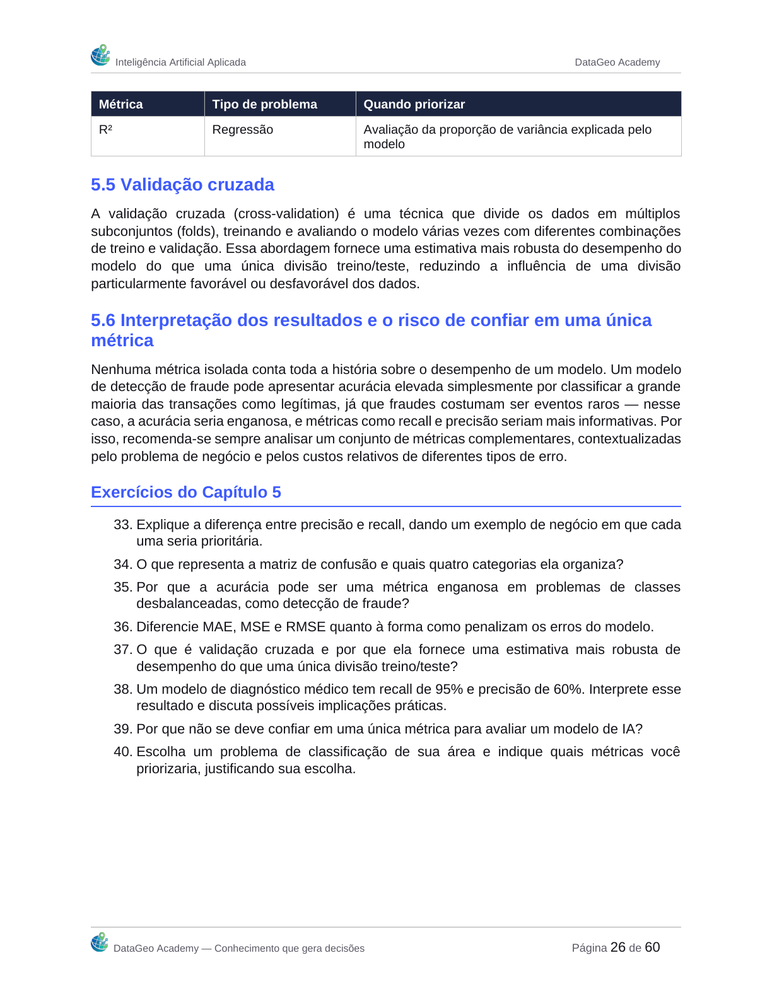 Inteligência Artificial Aplicada DataGeo Academy
Métrica Tipo de problema Quando priorizar
R² Regressão Avaliação da proporção de variância explicada pelo
modelo
5.5 Validação cruzada
A validação cruzada (cross-validation) é uma técnica que divide os dados em múltiplos
subconjuntos (folds), treinando e avaliando o modelo várias vezes com diferentes combinações
de treino e validação. Essa abordagem fornece uma estimativa mais robusta do desempenho do
modelo do que uma única divisão treino/teste, reduzindo a influência de uma divisão
particularmente favorável ou desfavorável dos dados.
5.6 Interpretação dos resultados e o risco de confiar em uma única
métrica
Nenhuma métrica isolada conta toda a história sobre o desempenho de um modelo. Um modelo
de detecção de fraude pode apresentar acurácia elevada simplesmente por classificar a grande
maioria das transações como legítimas, já que fraudes costumam ser eventos raros — nesse
caso, a acurácia seria enganosa, e métricas como recall e precisão seriam mais informativas. Por
isso, recomenda-se sempre analisar um conjunto de métricas complementares, contextualizadas
pelo problema de negócio e pelos custos relativos de diferentes tipos de erro.
Exercícios do Capítulo 5
33. Explique a diferença entre precisão e recall, dando um exemplo de negócio em que cada
uma seria prioritária.
34. O que representa a matriz de confusão e quais quatro categorias ela organiza?
35. Por que a acurácia pode ser uma métrica enganosa em problemas de classes
desbalanceadas, como detecção de fraude?
36. Diferencie MAE, MSE e RMSE quanto à forma como penalizam os erros do modelo.
37. O que é validação cruzada e por que ela fornece uma estimativa mais robusta de
desempenho do que uma única divisão treino/teste?
38. Um modelo de diagnóstico médico tem recall de 95% e precisão de 60%. Interprete esse
resultado e discuta possíveis implicações práticas.
39. Por que não se deve confiar em uma única métrica para avaliar um modelo de IA?
40. Escolha um problema de classificação de sua área e indique quais métricas você
priorizaria, justificando sua escolha.
DataGeo Academy — Conhecimento que gera decisões Página 26 de 60